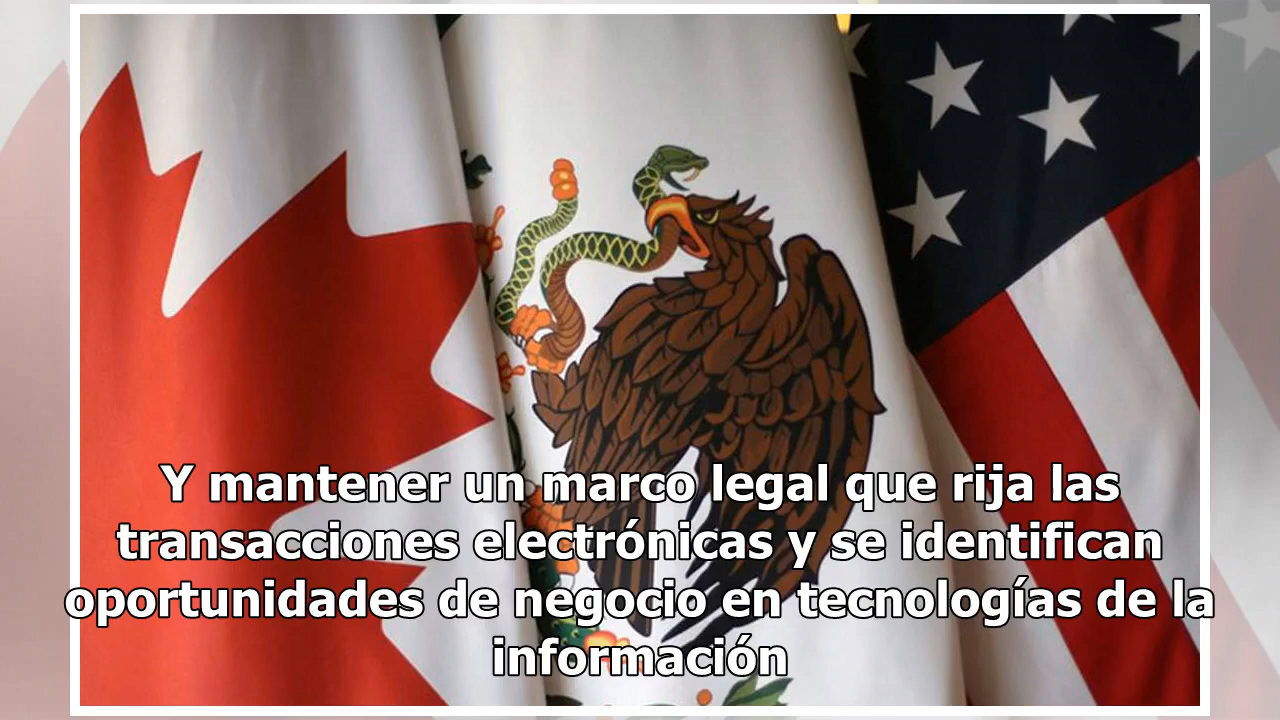 Y mantener un marco legal que rija las
transacciones electrónicas y se identifican
oportunidades de negocio en tecnologías de la
información